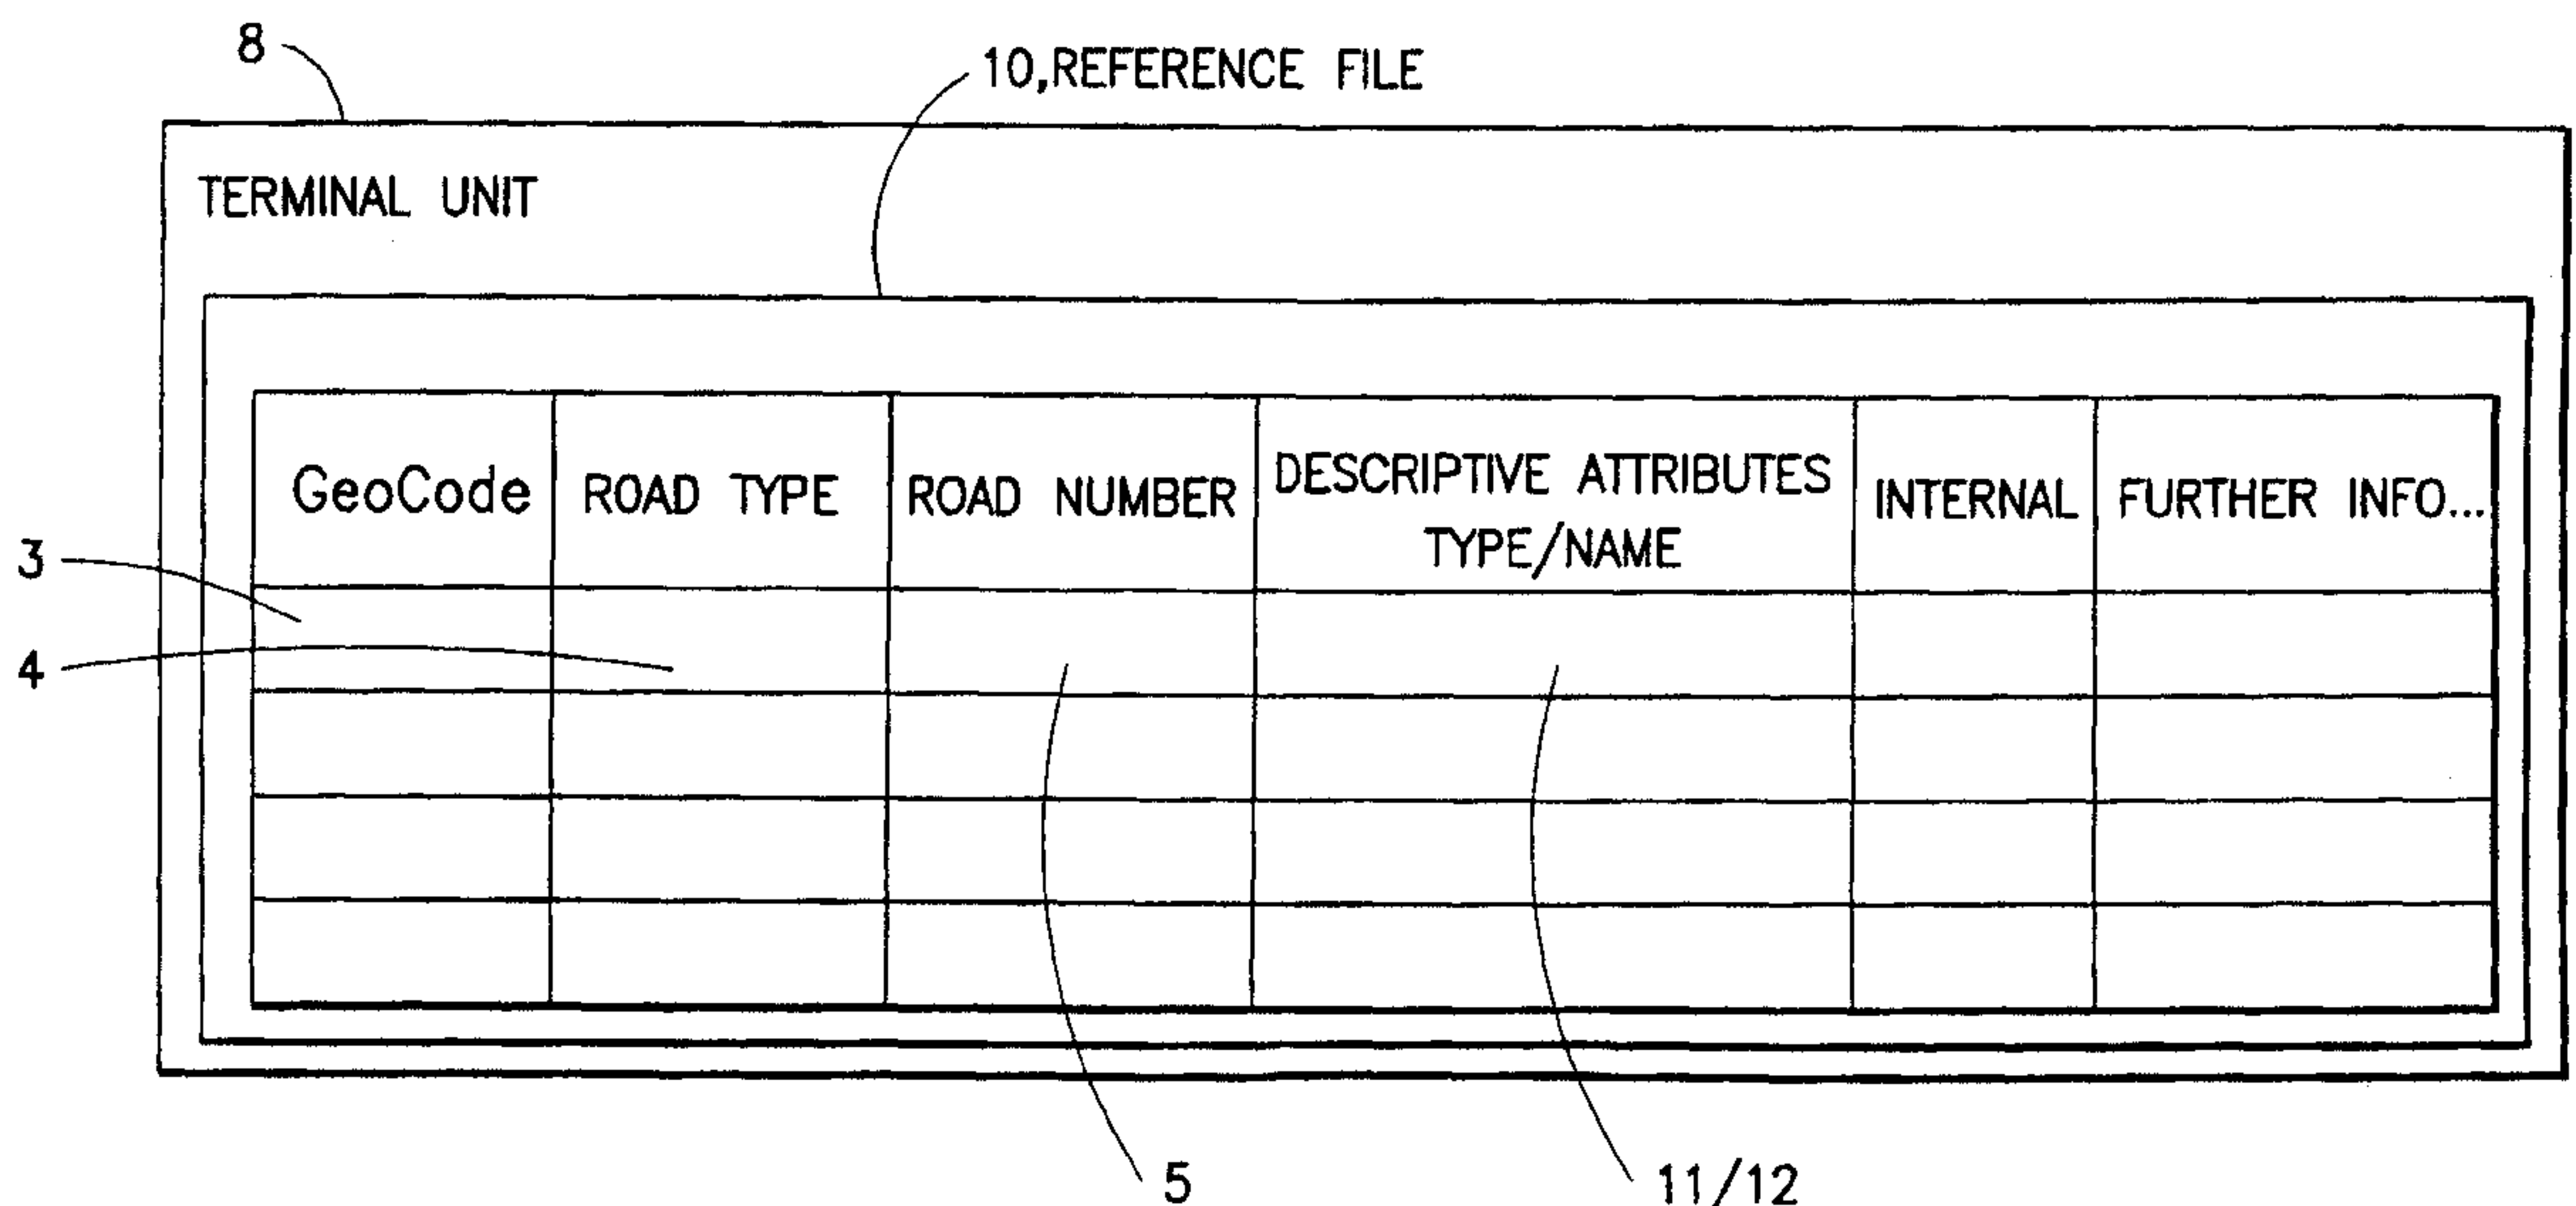 8
10,REFERENCE FILE
TERMINAL UNIT
GeoCode
ROAD TYPE
ROAD NUMBER
DESCRIPTIVE ATTRIBUTES
TYPE/NAME
INTERNAL
FURTHER INFO...
3
4
5
11/12